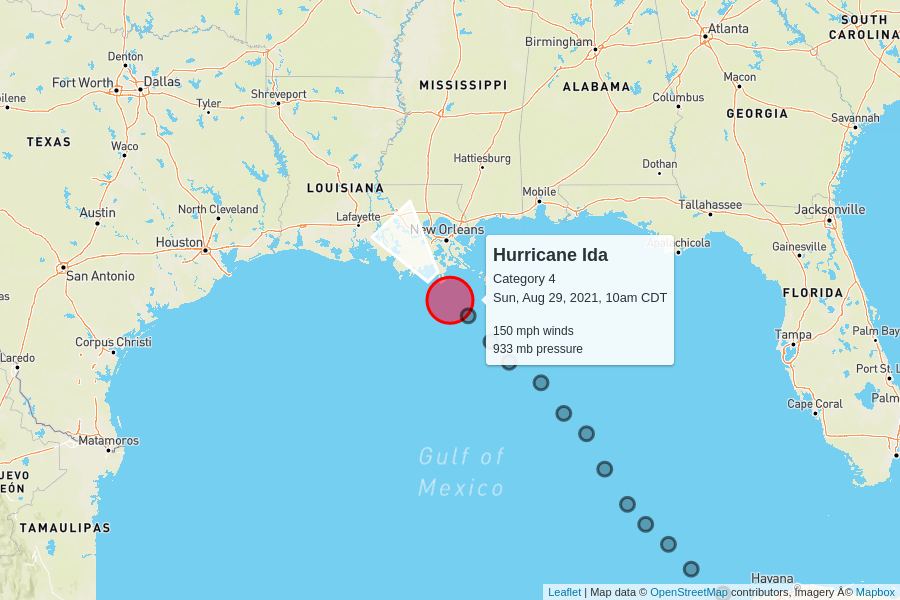 SOUTH
CAROLINA
Atlanta
Birmingham
Denton
Fort Worth
Dallas
Macon
MISSISSIPPI
ALABAMA
Shreveport
Columbus
Tyler
GEORGIA
Savannah
TEXAS
Waco
Hattiesburg
Dothan
LOUISIANA
Mobile
Tallahassee
Austin
North Cleveland
Lafayette
Jacksonville
New Orleans
Houston
Apalachicola
Gainesville
San Antonio
Hurricane Ida
Category 4
Sun, Aug 29, 2021, 10am CDT
150 mph winds
933 mb pressure
FLORIDA
Tampa
Palm Bay
Corpus Christi
Laredo
Port St. L
Palm
Cape Coral
Matamoros
Gulf of
Mexico
UEVO
EÓN
TAMAULIPAS
Havana
Leaflet | Map data © OpenStreetMap contributors, Imagery Â© Mapbox